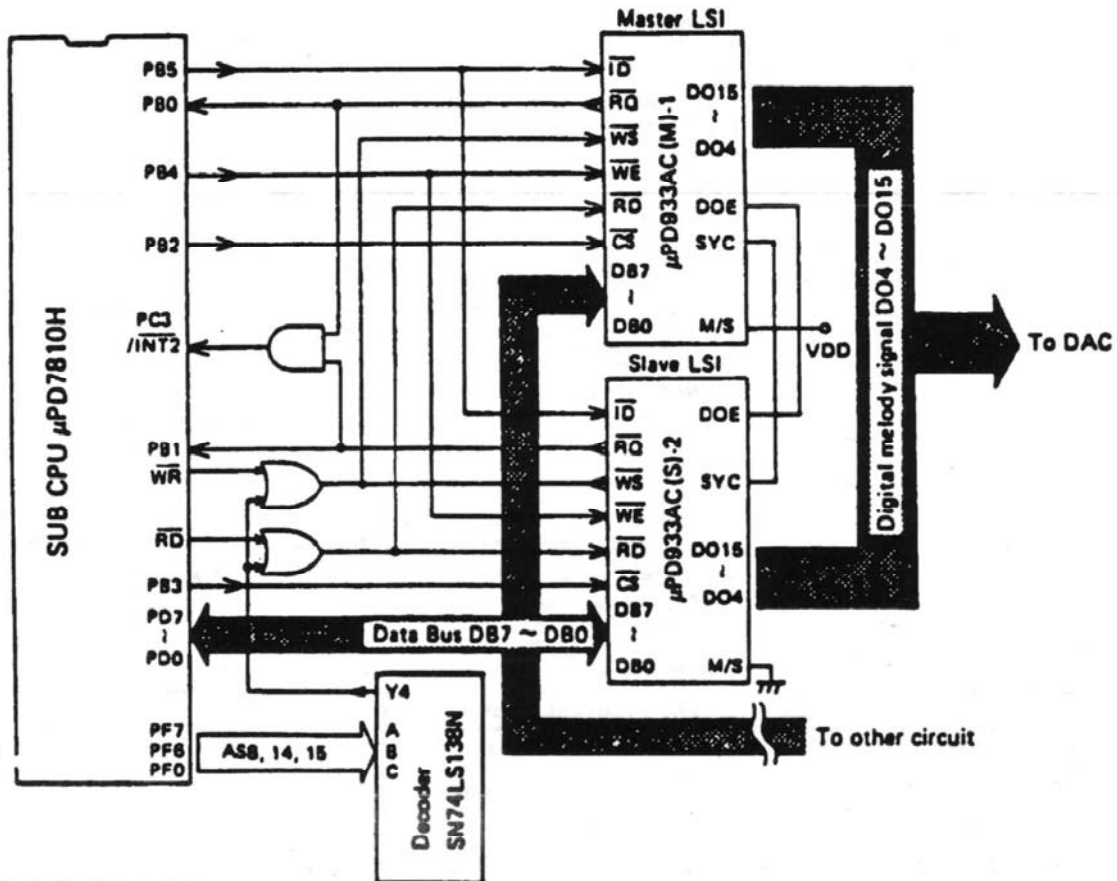 Master LSI
SUB CPU μPD7810H
PB5
PB0
PB4
PB2
PC3
/INT2
PB1
WR
RD
PB3
PD7
~
PD0
PF7
PF6
PF0
μPD933AC(M)-1
ID
RQ
WS
WE
RD
CS
DB7
~
DB0
DO15
~
DO4
DOE
SYC
M/S
VDD
Slave LSI
μPD933AC(S)-2
ID
RQ
WS
WE
RD
CS
DB7
~
DB0
DOE
SYC
DO15
~
DO4
M/S
Digital melody signal DO4 ~ DO15
To DAC
Data Bus DB7 ~ DB0
AS8, 14, 15
Y4
A
B
C
Decoder
SN74LS138N
To other circuit